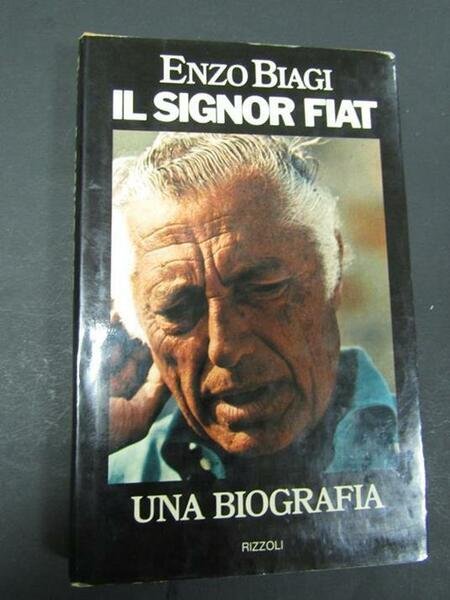 ENZO BIAGI
IL SIGNOR FIAT
UNA BIOGRAFIA
RIZZOLI